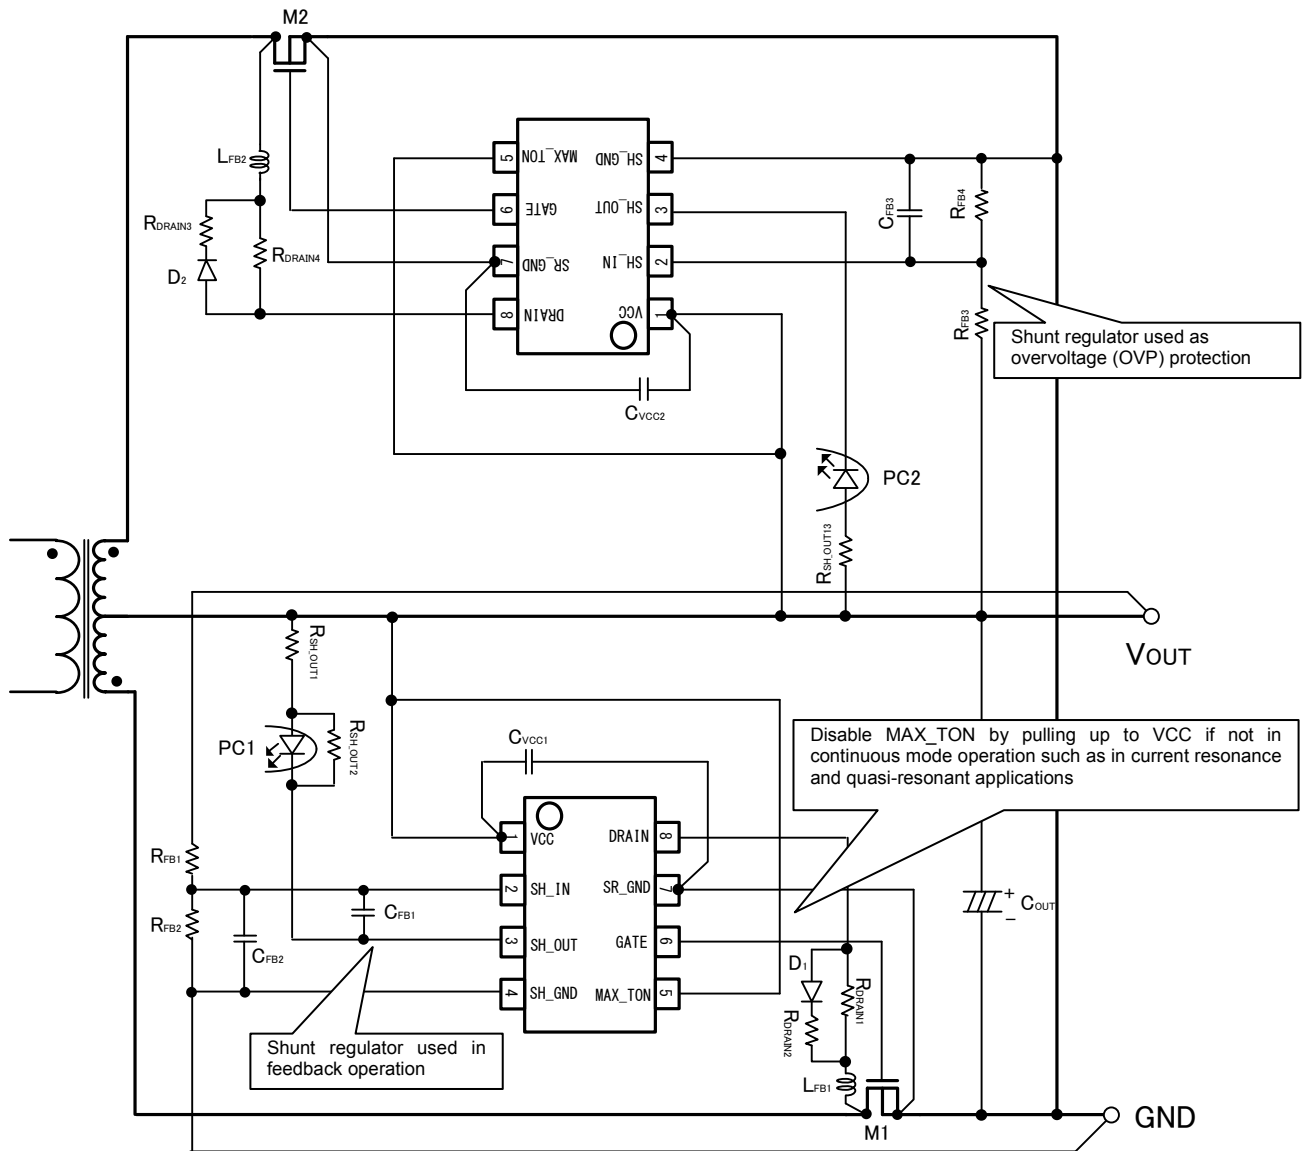 M2
LFB2
RDRAIN3
RDRAIN4
D2
5 MAX_TON
6 GATE
7 SR_GND
8 DRAIN
SH_GND 4
SH_OUT 3
SH_IN 2
VCC 1
CFB3
RFB4
RFB3
Shunt regulator used as
overvoltage (OVP) protection
CVCC2
PC2
RSH_OUT13
VOUT
RSH_OUT1
PC1
RSH_OUT2
CVCC1
Disable MAX_TON by pulling up to VCC if not in
continuous mode operation such as in current resonance
and quasi-resonant applications
RFB1
RFB2
CFB2
CFB1
1 VCC
2 SH_IN
3 SH_OUT
4 SH_GND
DRAIN 8
SR_GND 7
GATE 6
MAX_TON 5
+
COUT
−
D1
RDRAIN1
RDRAIN2
LFB1
Shunt regulator used in
feedback operation
M1
GND